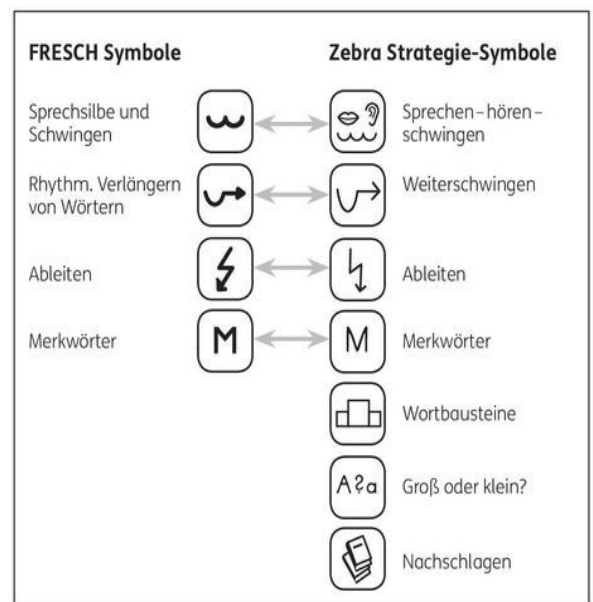 FRESCH Symbole
Zebra Strategie-Symbole
Sprechsilbe und
Schwingen
Sprechen – hören –
schwingen
Rhythm. Verlängern
von Wörtern
Weiterschwingen
Ableiten
Ableiten
Merkwörter
M
M
Merkwörter
Wortbausteine
A?a
Groß oder klein?
Nachschlagen